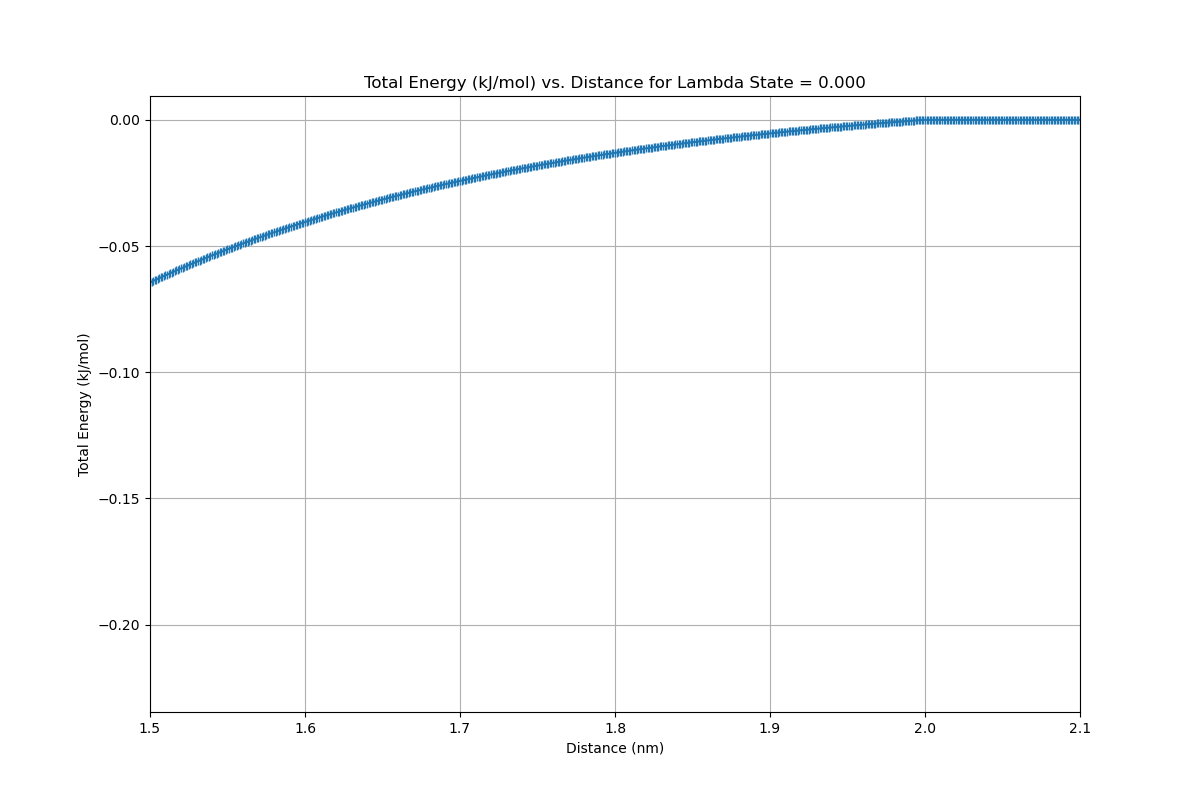 Total Energy (kJ/mol) vs. Distance for Lambda State = 0.000
Total Energy (kJ/mol)
0.00
−0.05
−0.10
−0.15
−0.20
1.5 1.6 1.7 1.8 1.9 2.0 2.1
Distance (nm)